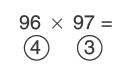 96 × 97 =
4 3